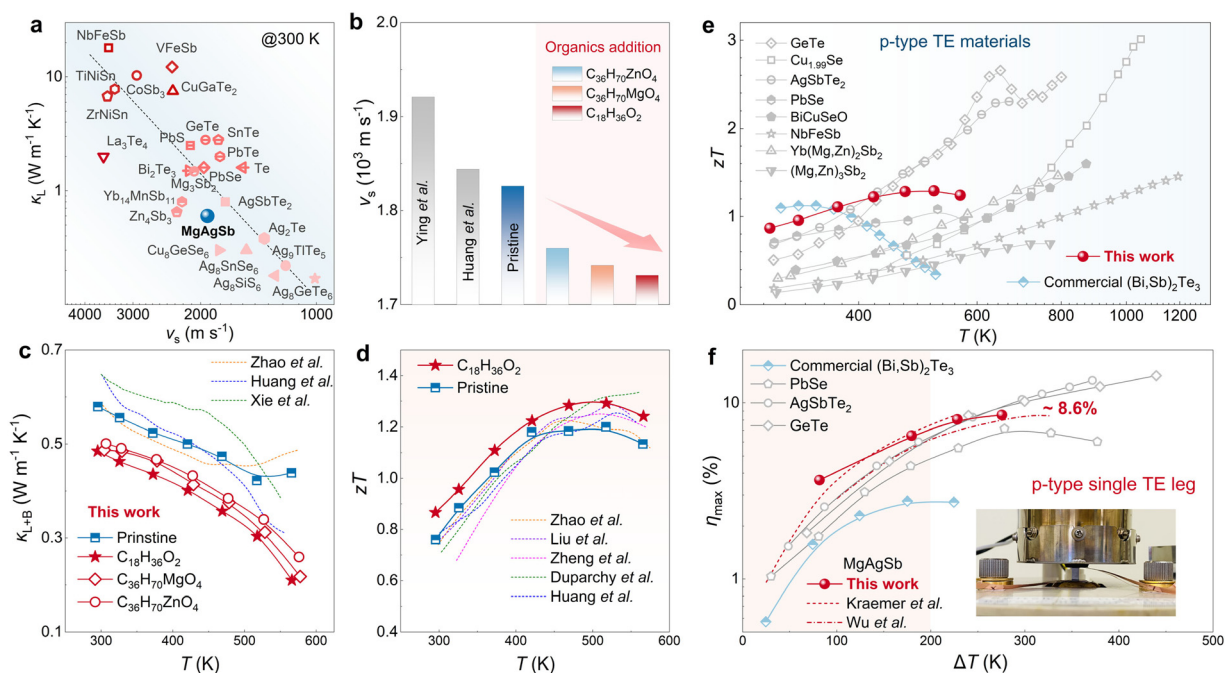 a
@300 K
NbFeSb
VFeSb
TiNiSn
CoSb3
CuGaTe2
ZrNiSn
La3Te4
PbS
GeTe
SnTe
PbTe
Bi2Te3
Te
Mg3Sb2
PbSe
Yb14MnSb11
AgSbTe2
Zn4Sb3
MgAgSb
Ag2Te
Cu8GeSe6
Ag9TlTe5
Ag8SnSe6
Ag8SiS6
Ag8GeTe6
κL (W m-1 K-1)
10
1
4000 3000 2000 1000
vs (m s-1)
b
Organics addition
C36H70ZnO4
C36H70MgO4
C18H36O2
Ying et al.
Huang et al.
Pristine
vs (10^3 m s-1)
2.0
1.9
1.8
1.7
c
Zhao et al.
Huang et al.
Xie et al.
This work
Prinstine
C18H36O2
C36H70MgO4
C36H70ZnO4
κL+B (W m-1 K-1)
0.7
0.5
0.3
0.1
300 400 500 600
T (K)
d
C18H36O2
Pristine
Zhao et al.
Liu et al.
Zheng et al.
Duparchy et al.
Huang et al.
zT
1.4
1.2
1.0
0.8
0.6
0.4
300 400 500 600
T (K)
e
p-type TE materials
GeTe
Cu1.99Se
AgSbTe2
PbSe
BiCuSeO
NbFeSb
Yb(Mg,Zn)2Sb2
(Mg,Zn)3Sb2
This work
Commercial (Bi,Sb)2Te3
zT
3
2
1
0
400 600 800 1000 1200
T (K)
f
Commercial (Bi,Sb)2Te3
PbSe
AgSbTe2
GeTe
~ 8.6%
p-type single TE leg
MgAgSb
This work
Kraemer et al.
Wu et al.
ηmax (%)
10
1
0 100 200 300 400 500
ΔT (K)